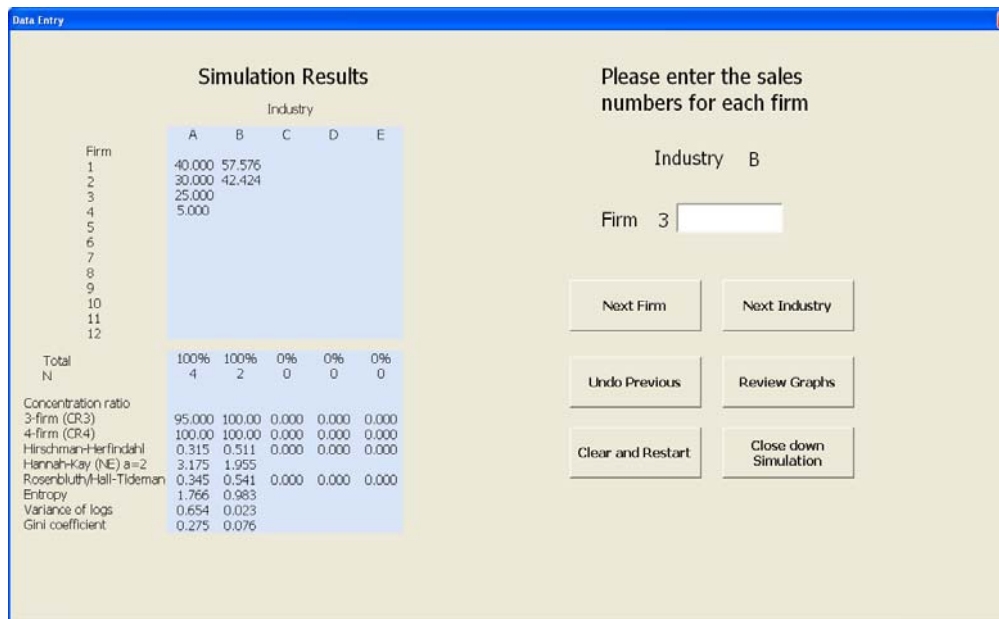 Data Entry
Simulation Results
Industry
A B C D E
Firm
1 40.000 57.576
2 30.000 42.424
3 25.000
4 5.000
5
6
7
8
9
10
11
12
Total 100% 100% 0% 0% 0%
N 4 2 0 0 0
Concentration ratio
3-firm (CR3) 95.000 100.00 0.000 0.000 0.000
4-firm (CR4) 100.00 100.00 0.000 0.000 0.000
Hirschman-Herfindahl 0.315 0.511 0.000 0.000 0.000
Hannah-Kay (NE) a=2 3.175 1.955
Rosenbluth/Hall-Tideman 0.345 0.541 0.000 0.000 0.000
Entropy 1.766 0.983
Variance of logs 0.654 0.023
Gini coefficient 0.275 0.076
Please enter the sales
numbers for each firm
Industry B
Firm 3
Next Firm
Next Industry
Undo Previous
Review Graphs
Clear and Restart
Close down
Simulation